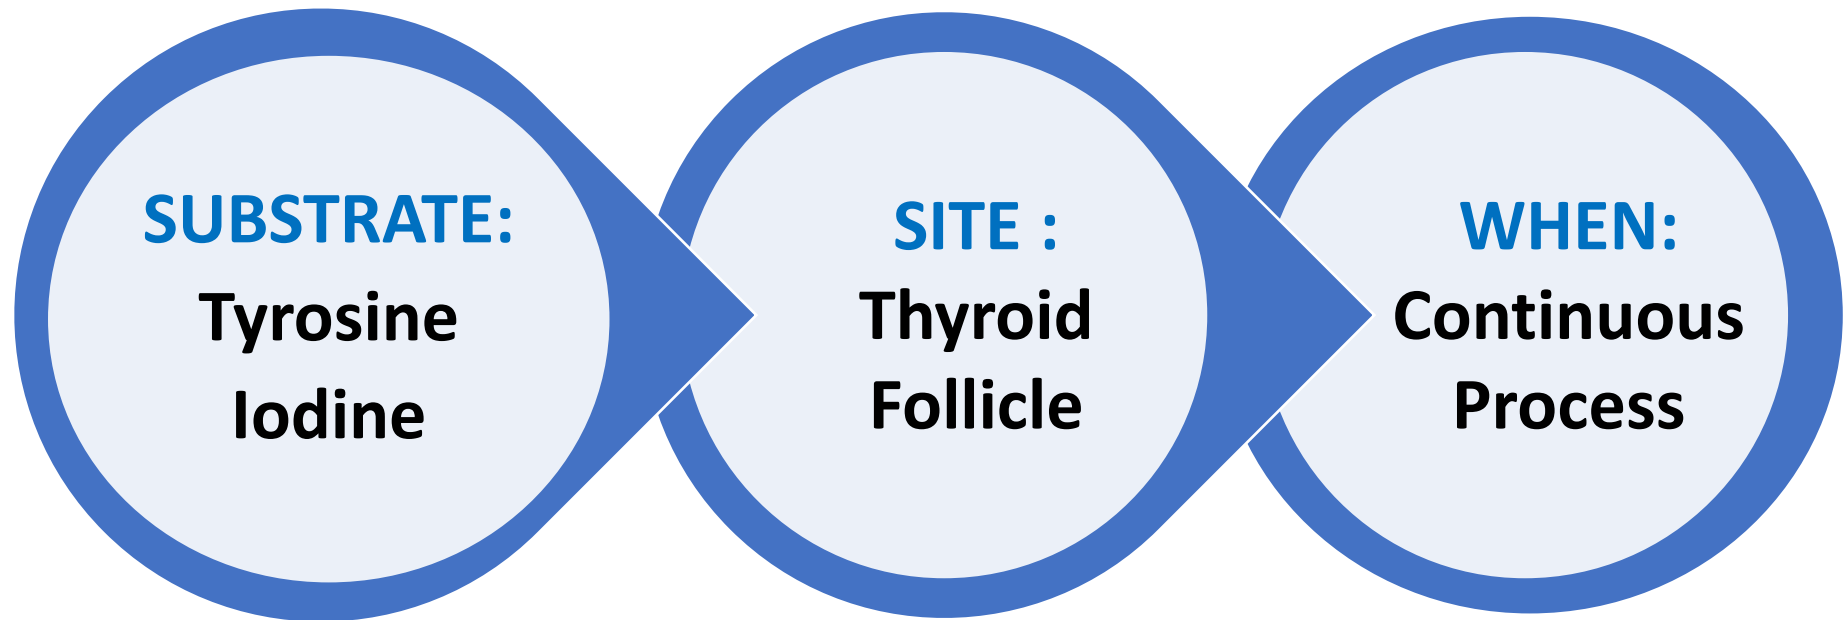 SUBSTRATE:
Tyrosine
Iodine
SITE :
Thyroid
Follicle
WHEN:
Continuous
Process